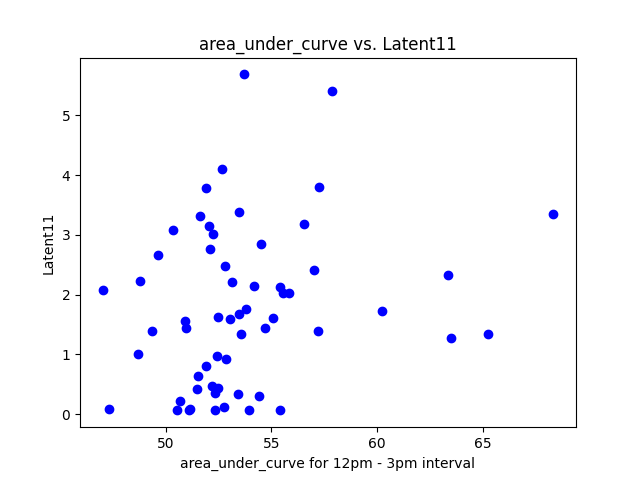 area_under_curve vs. Latent11
5
4
3
2
1
0
Latent11
50 55 60 65
area_under_curve for 12pm - 3pm interval